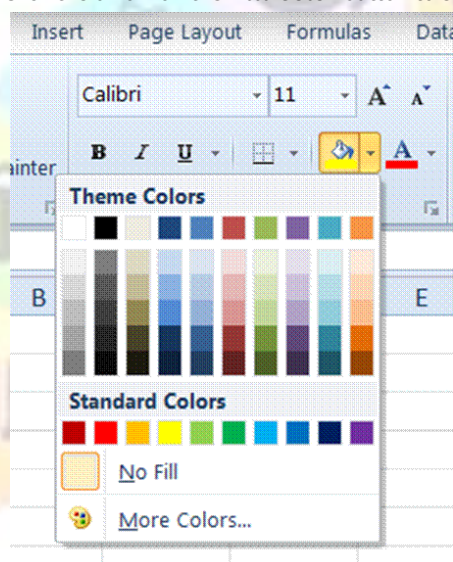 Insert Page Layout Formulas Data
Calibri 11 A A
B I U A
ainter
Theme Colors
B E
Standard Colors
No Fill
More Colors...